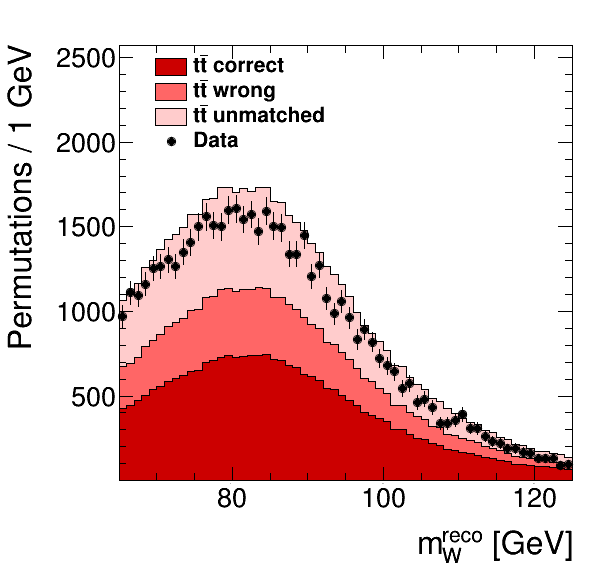 Permutations / 1 GeV
2500
2000
1500
1000
500
tt̄ correct
tt̄ wrong
tt̄ unmatched
Data
80 100 120
m_W^reco [GeV]